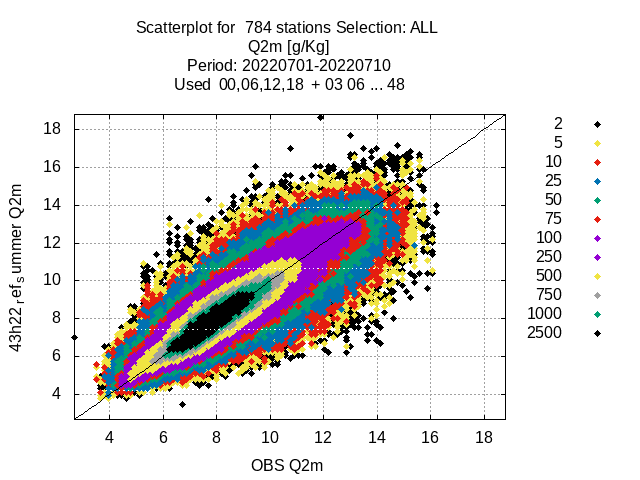 Scatterplot for  784 stations Selection: ALL
Q2m [g/Kg]
Period: 20220701-20220710
Used  00,06,12,18  + 03 06 ... 48
43h22_ref_summer Q2m
18
16
14
12
10
8
6
4
4 6 8 10 12 14 16 18
OBS Q2m
2
5
10
25
50
75
100
250
500
750
1000
2500